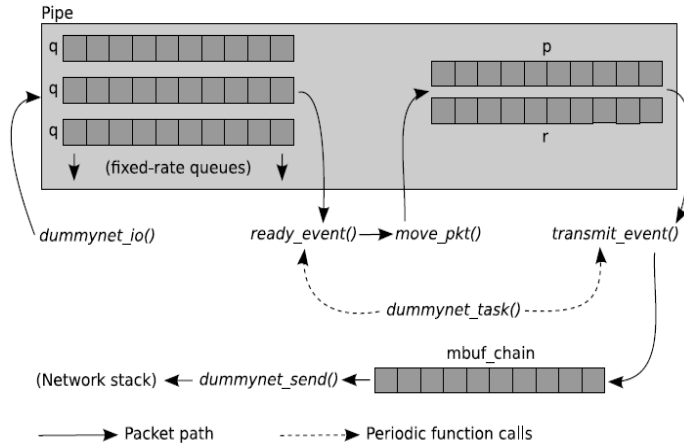 Pipe
q
p
q
q
r
(fixed-rate queues)
dummynet_io()
ready_event()
move_pkt()
transmit_event()
dummynet_task()
mbuf_chain
(Network stack)
dummynet_send()
Packet path
Periodic function calls